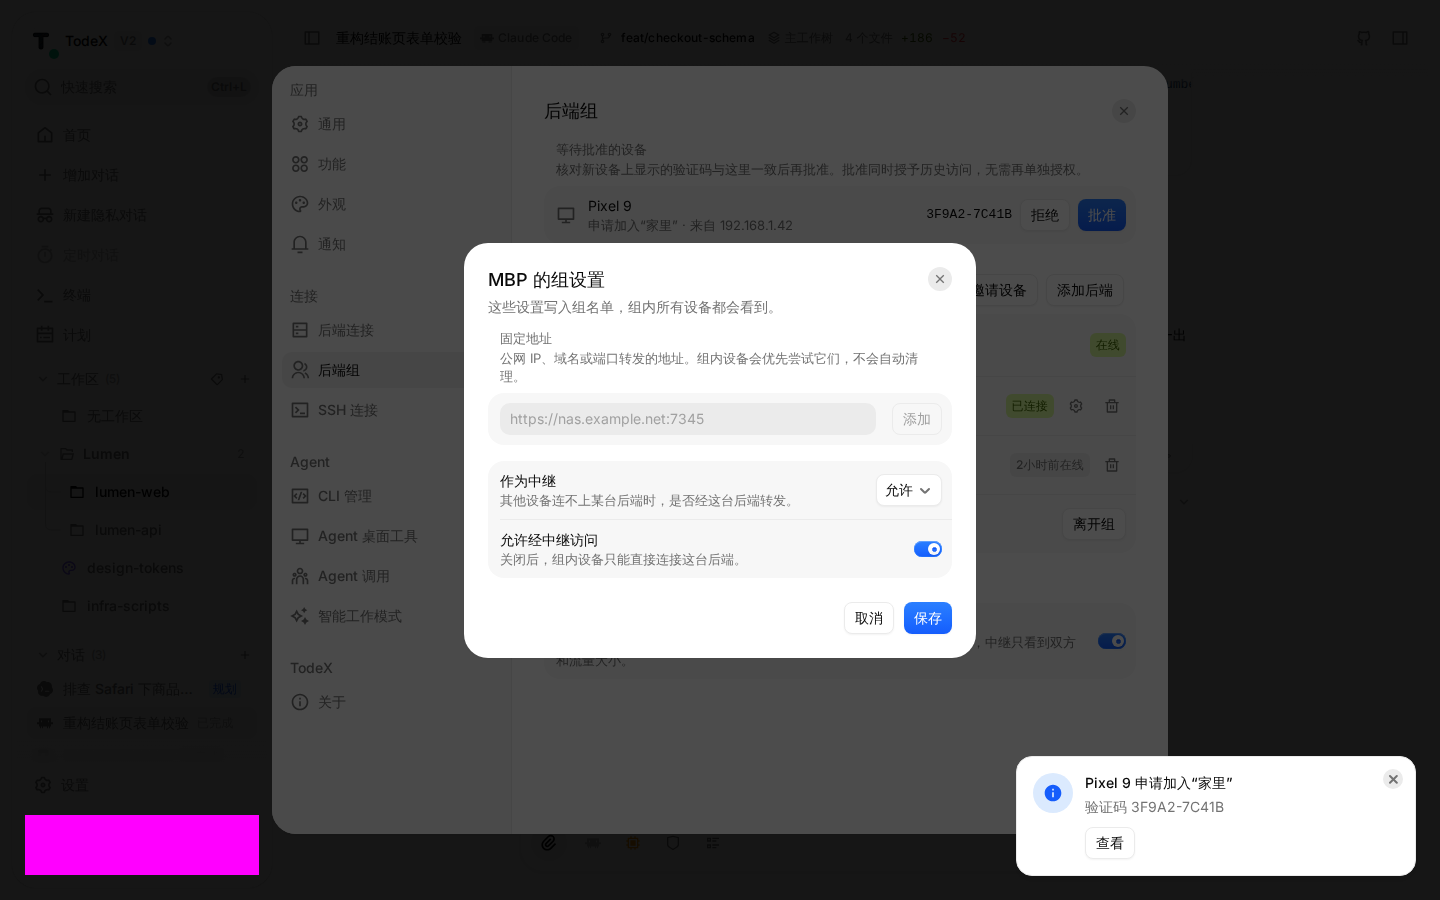 TodeX V2
重构结账页表单校验 Claude Code feat/checkout-schema 主工作树 4 个文件 +186 -52
快速搜索 Ctrl+L
首页
增加对话
新建隐私对话
定时对话
终端
计划
工作区 (5)
无工作区
Lumen 2
lumen-web
lumen-api
design-tokens
infra-scripts
对话 (3)
排查 Safari 下商品... 规划
重构结账页表单校验
设置
应用
通用
功能
外观
通知
连接
后端连接
后端组
SSH 连接
Agent
CLI 管理
Agent 桌面工具
Agent 调用
智能工作模式
TodeX
关于
后端组
等待批准的设备
核对新设备上显示的验证码与这里一致后再批准。批准同时授予历史访问，无需再单独授权。
Pixel 9
申请加入“家里” · 来自 192.168.1.42
3F9A2-7C41B 拒绝 批准
邀请设备 添加后端
在线
已连接
2小时前在线
离开组
，中继只看到双方
和流量大小。
MBP 的组设置
这些设置写入组名单，组内所有设备都会看到。
固定地址
公网 IP、域名或端口转发的地址。组内设备会优先尝试它们，不会自动清
理。
https://nas.example.net:7345 添加
作为中继
其他设备连不上某台后端时，是否经这台后端转发。
允许
允许经中继访问
关闭后，组内设备只能直接连接这台后端。
取消 保存
Pixel 9 申请加入“家里”
验证码 3F9A2-7C41B
查看